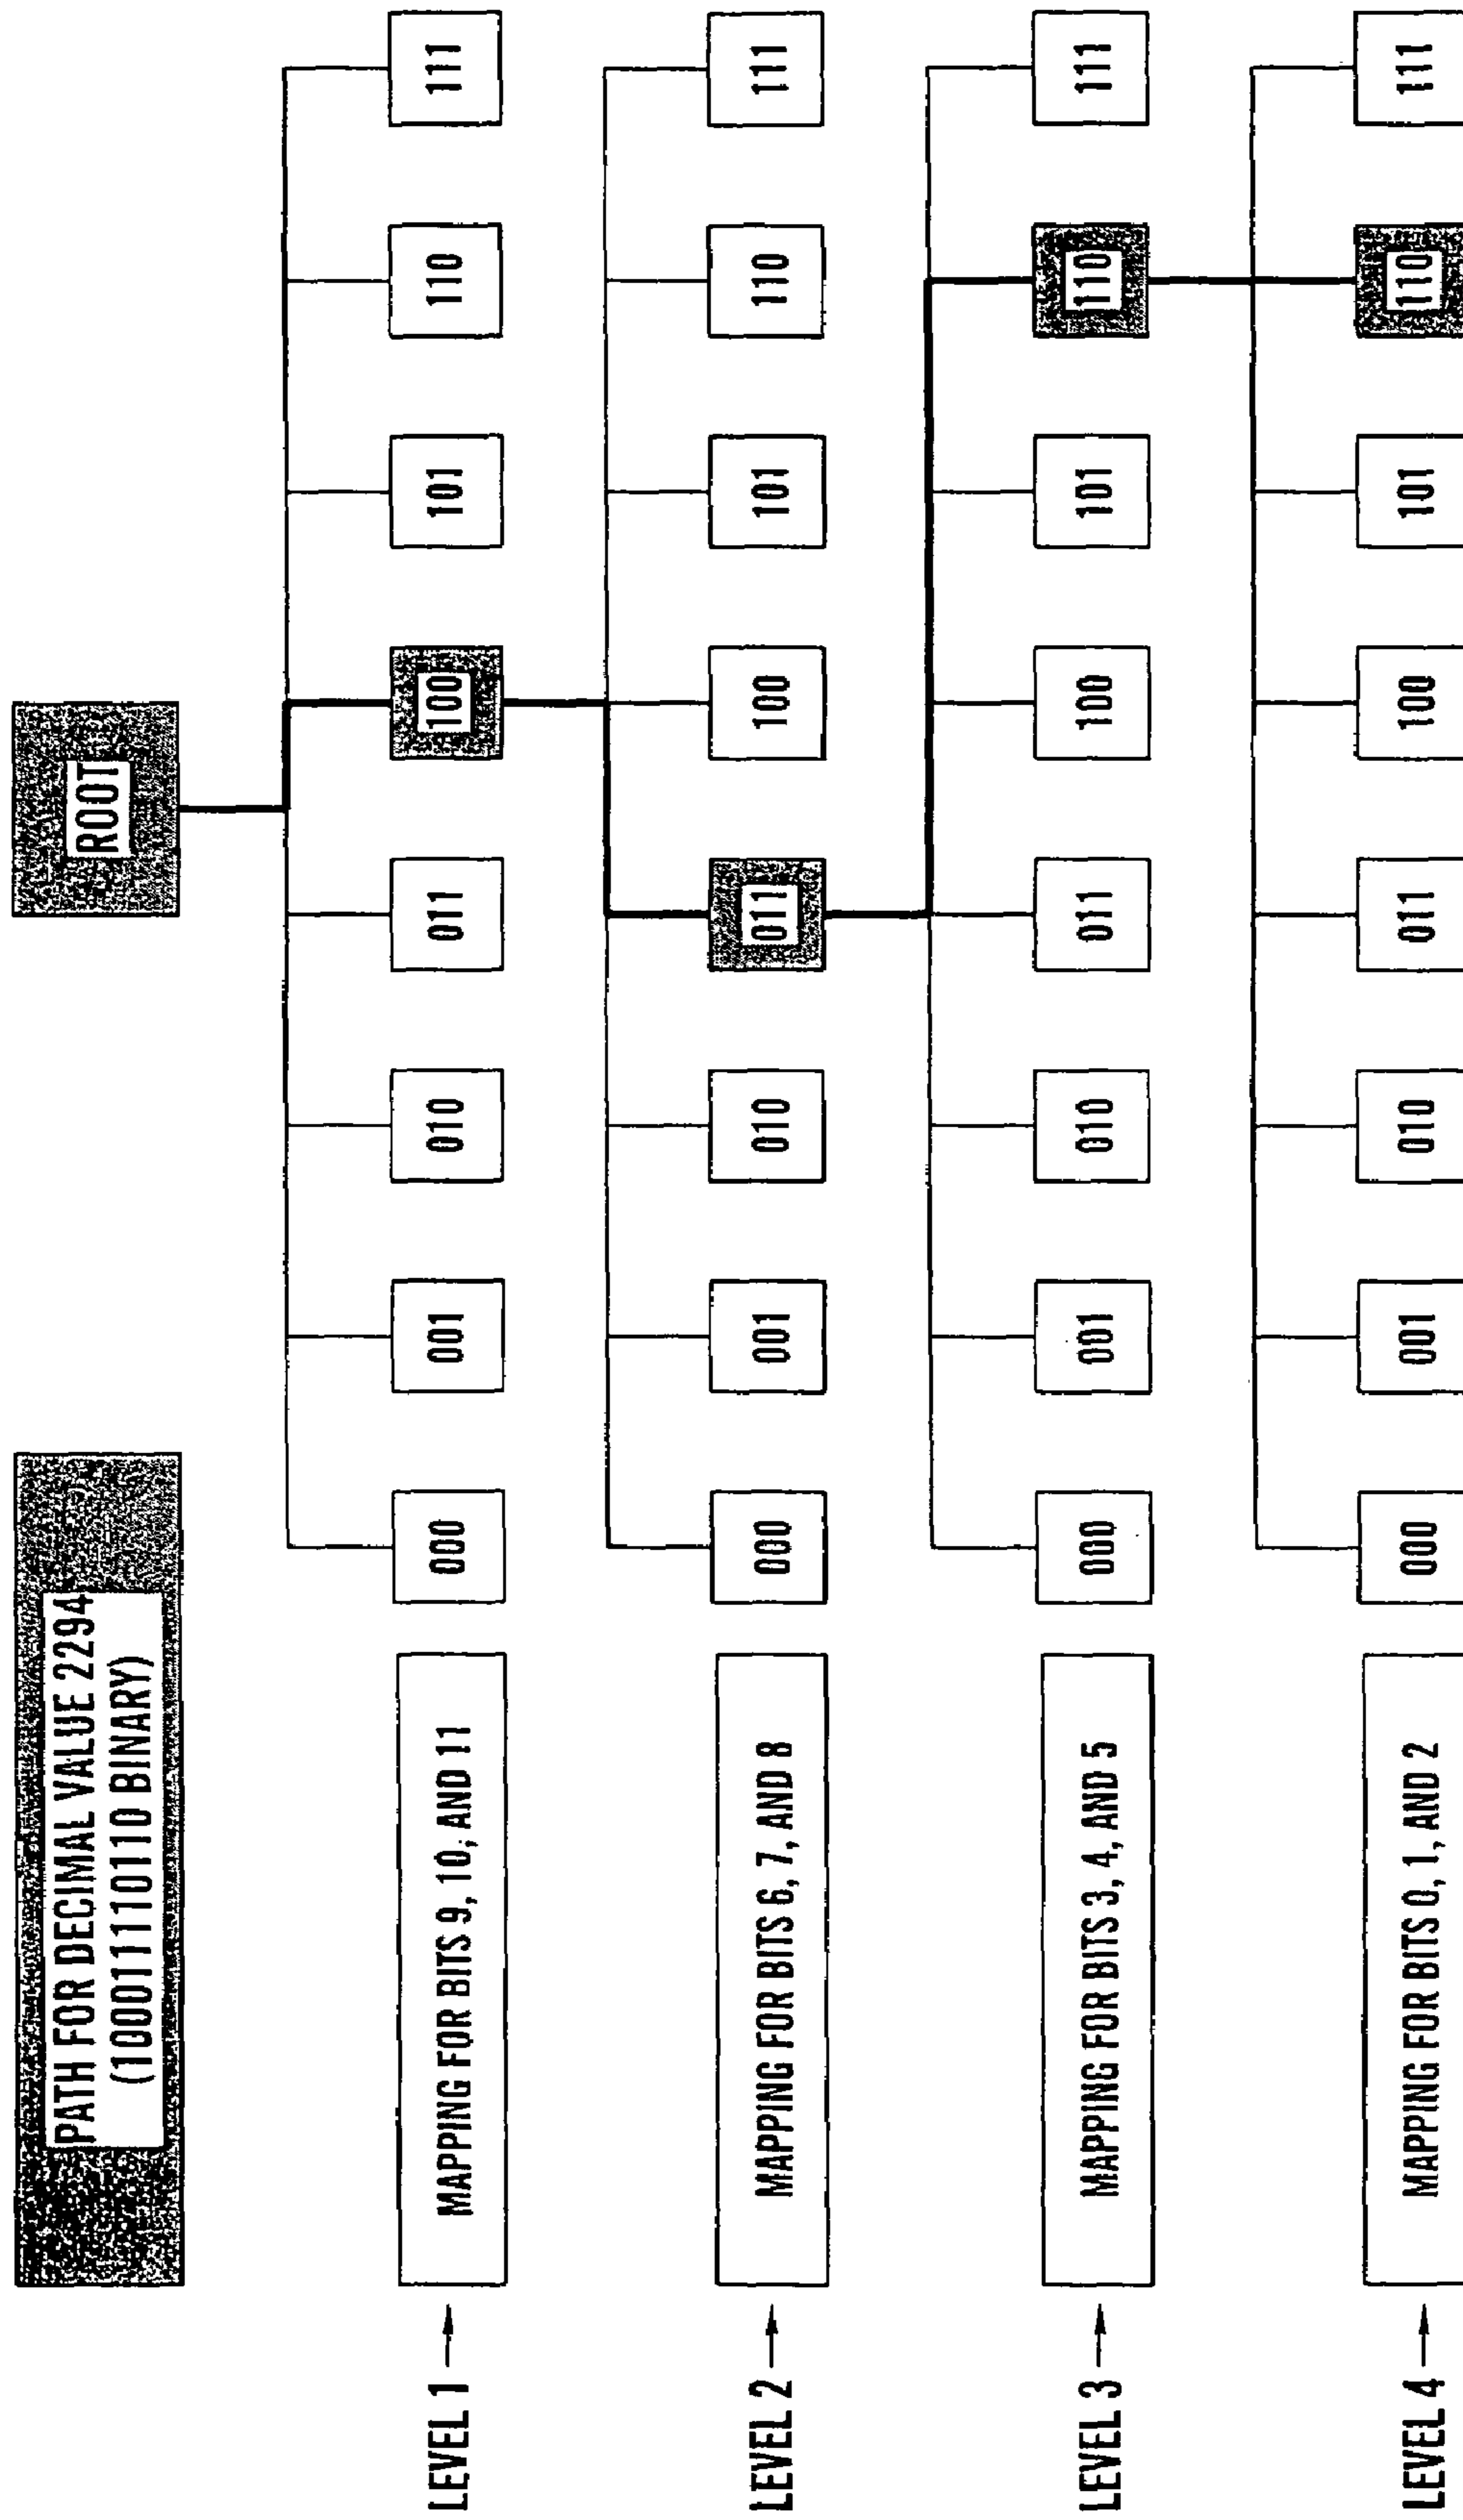 PATH FOR DECIMAL VALUE 2294
(100011110110 BINARY)
ROOT
LEVEL 1 MAPPING FOR BITS 9, 10, AND 11 000 001 010 011 100 101 110 111
LEVEL 2 MAPPING FOR BITS 6, 7, AND 8 000 001 010 011 100 101 110 111
LEVEL 3 MAPPING FOR BITS 3, 4, AND 5 000 001 010 011 100 101 110 111
LEVEL 4 MAPPING FOR BITS 0, 1, AND 2 000 001 010 011 100 101 110 111